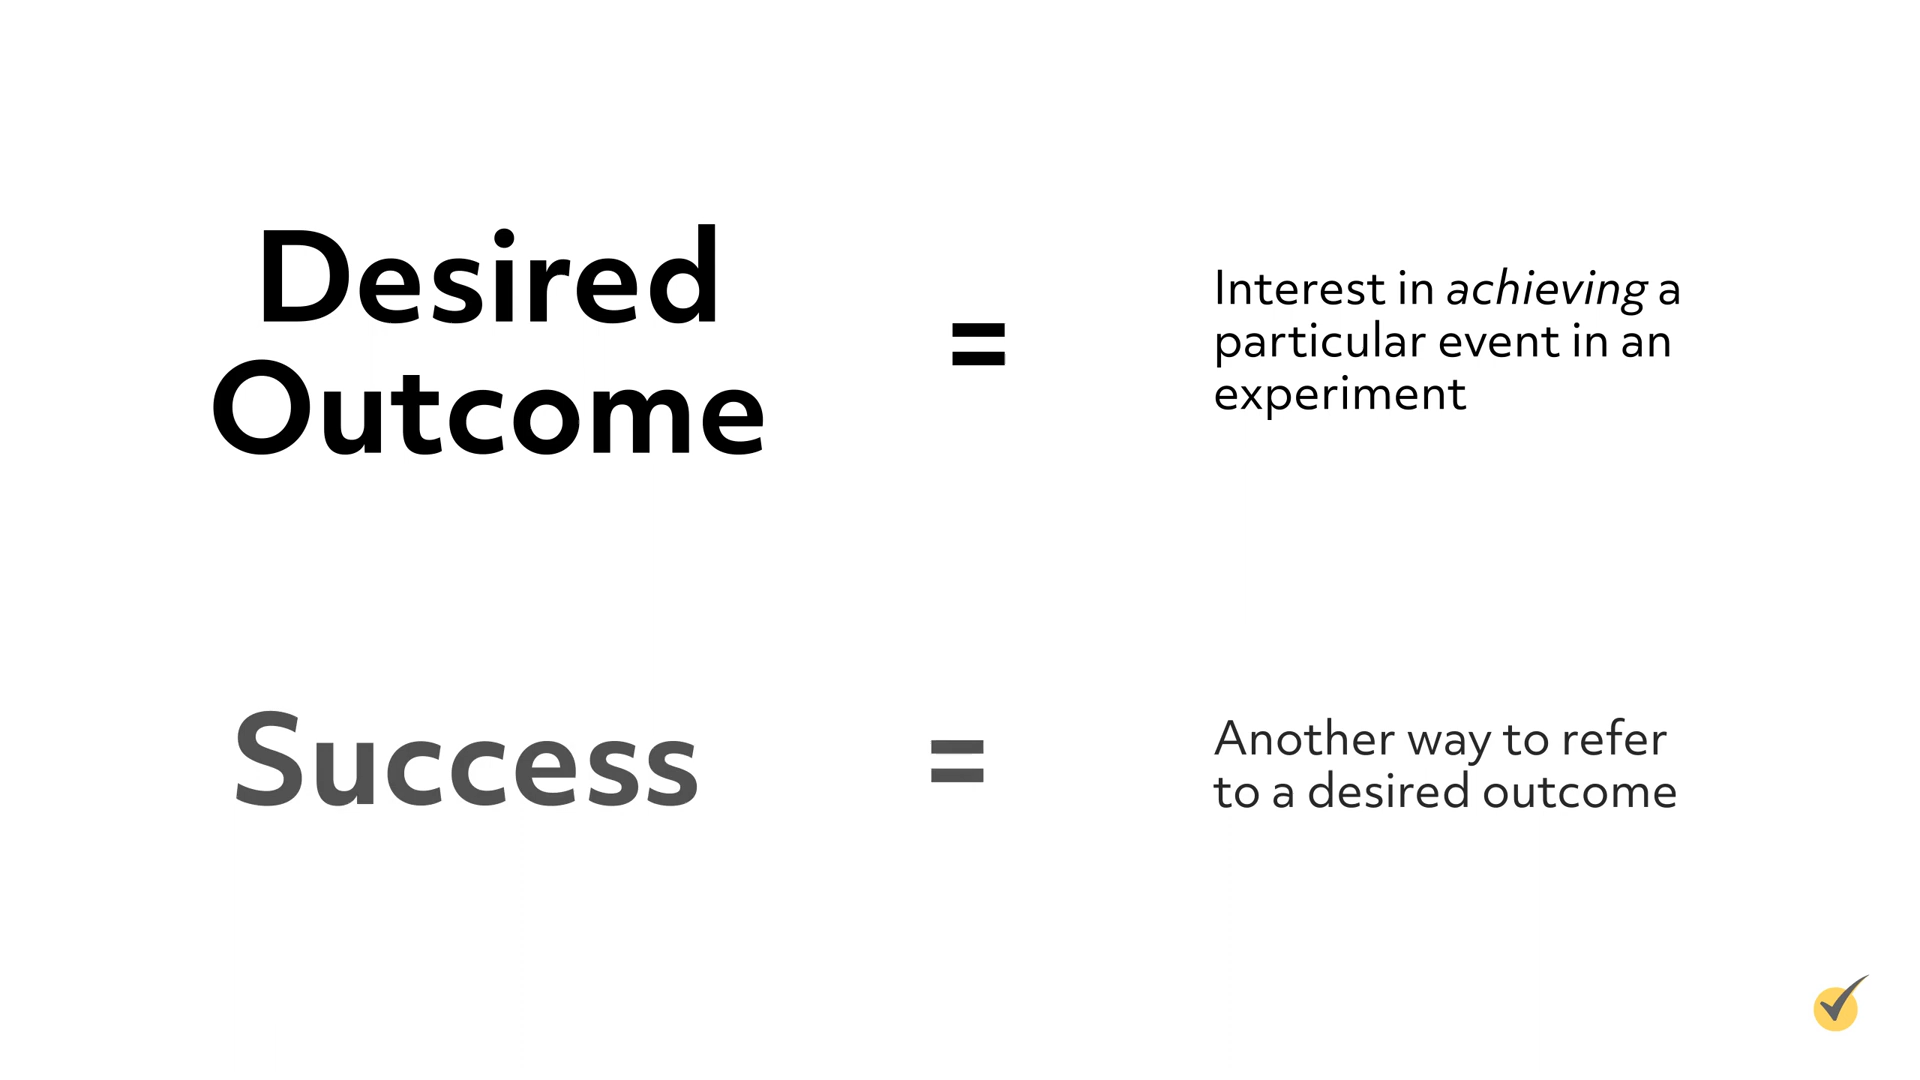 Desired
Outcome
=
Interest in achieving a
particular event in an
experiment
Success
=
Another way to refer
to a desired outcome